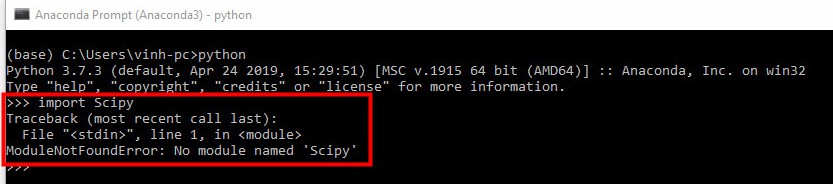 Anaconda Prompt (Anaconda3) - python
(base) C:\Users\vinh-pc>python
Python 3.7.3 (default, Apr 24 2019, 15:29:51) [MSC v.1915 64 bit (AMD64)] :: Anaconda, Inc. on win32
Type "help", "copyright", "credits" or "license" for more information.
>>> import Scipy
Traceback (most recent call last):
  File "<stdin>", line 1, in <module>
ModuleNotFoundError: No module named 'Scipy'
>>>